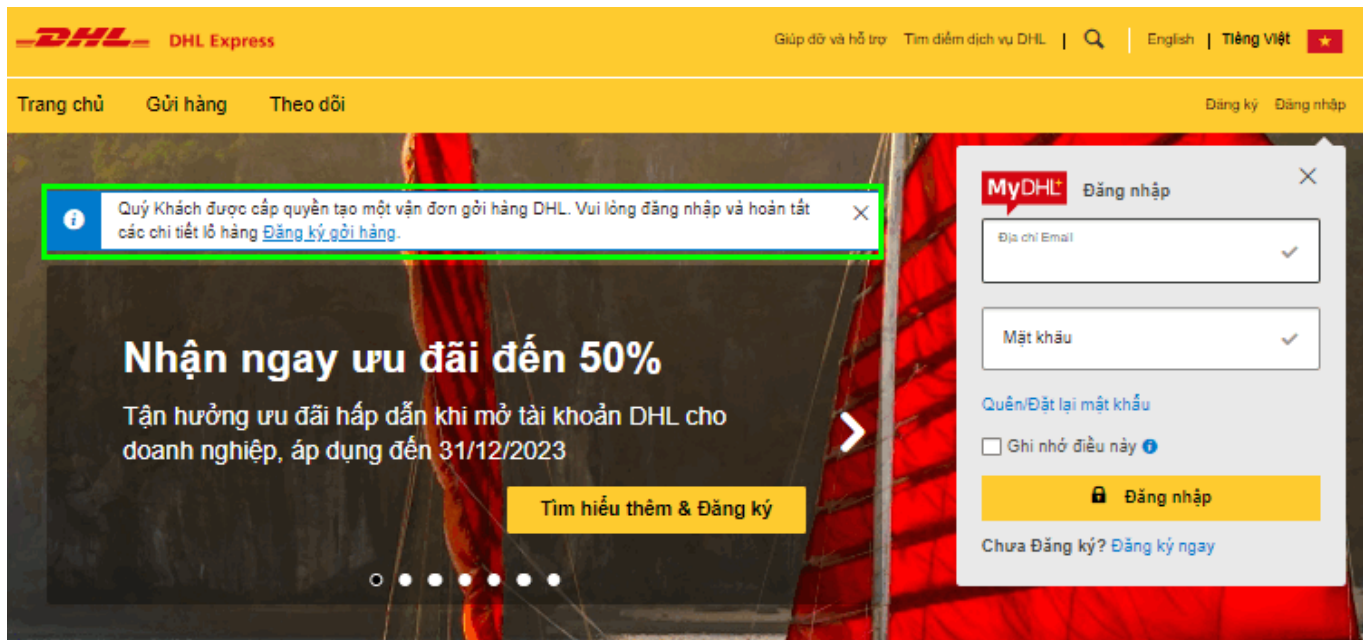 DHL DHL Express
Giúp đỡ và hỗ trợ Tìm điểm dịch vụ DHL | English | Tiếng Việt
Trang chủ Gửi hàng Theo dõi
Đăng ký Đăng nhập
Quý Khách được cấp quyền tạo một vận đơn gởi hàng DHL. Vui lòng đăng nhập và hoàn tất
các chi tiết lô hàng Đăng ký gởi hàng.
Nhận ngay ưu đãi đến 50%
Tận hưởng ưu đãi hấp dẫn khi mở tài khoản DHL cho
doanh nghiệp, áp dụng đến 31/12/2023
Tìm hiểu thêm & Đăng ký
MyDHL+ Đăng nhập
Địa chỉ Email
Mật khẩu
Quên/Đặt lại mật khẩu
Ghi nhớ điều này
Đăng nhập
Chưa Đăng ký? Đăng ký ngay